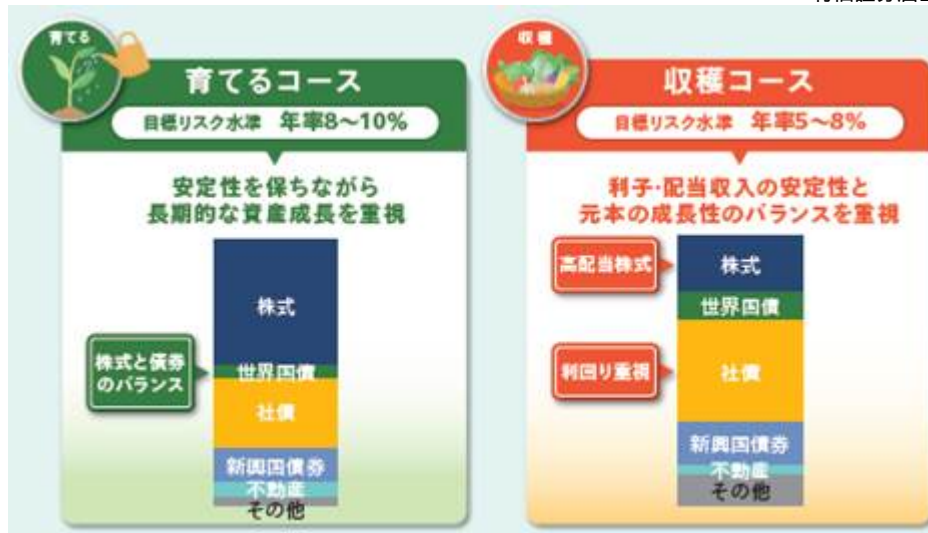 育てる
育てるコース
目標リスク水準 年率8～10%
安定性を保ちながら
長期的な資産成長を重視
株式
株式と債券
のバランス
世界国債
社債
新興国債券
不動産
その他
収穫
収穫コース
目標リスク水準 年率5～8%
利子・配当収入の安定性と
元本の成長性のバランスを重視
高配当株式
株式
世界国債
利回り重視
社債
新興国債券
不動産
その他